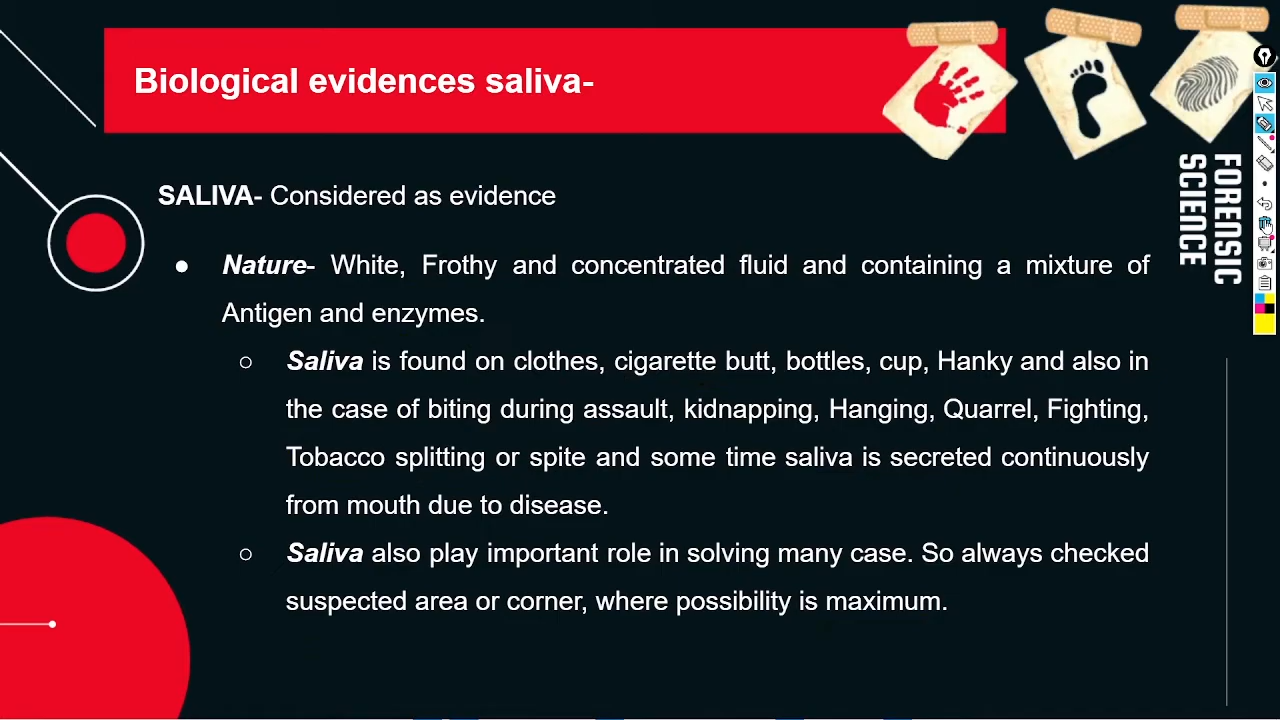 Biological evidences saliva-
FORENSIC
SCIENCE
SALIVA- Considered as evidence
● Nature- White, Frothy and concentrated fluid and containing a mixture of
Antigen and enzymes.
○ Saliva is found on clothes, cigarette butt, bottles, cup, Hanky and also in
the case of biting during assault, kidnapping, Hanging, Quarrel, Fighting,
Tobacco splitting or spite and some time saliva is secreted continuously
from mouth due to disease.
○ Saliva also play important role in solving many case. So always checked
suspected area or corner, where possibility is maximum.